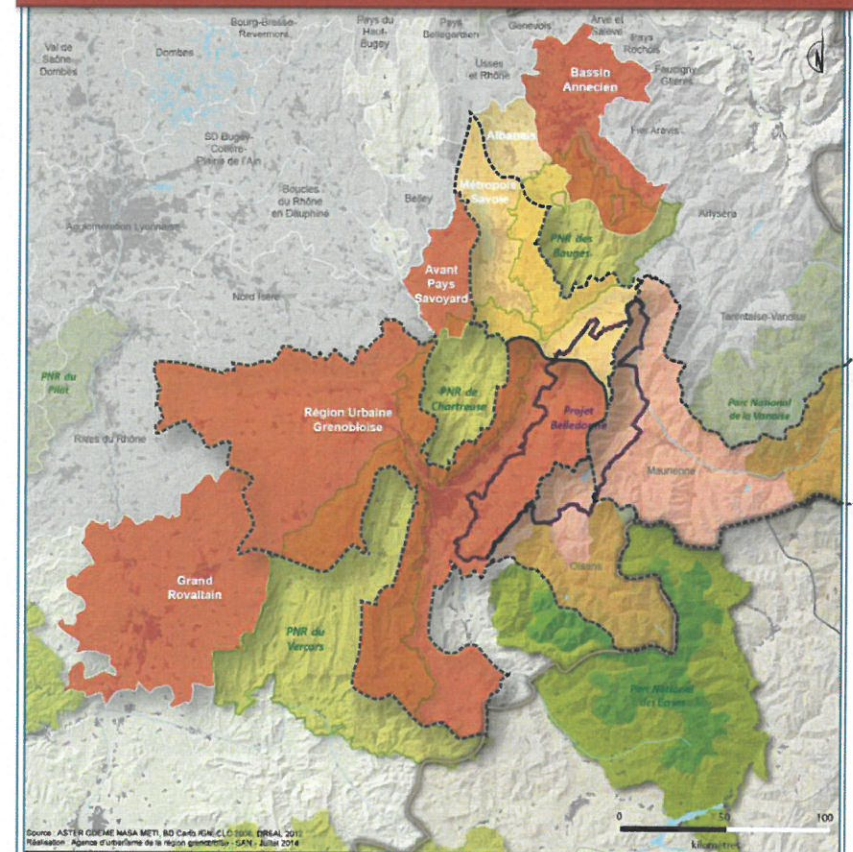 Bourg-Bresse-
Revermont
Pays du
Haut-
Bugey
Pays
Bellegardien
Genevois
Arve et
Salève
Pays
Rochois
Faucigny
Glières
Val de
Saône
Dombes
Dombes
Usses
et Rhône
Bassin
Annecien
N
Fier Aravis
SD Bugey-
Côtière-
Plaine de l'Ain
Albanais
Métropole
Savoie
Boucles
du Rhône
en Dauphiné
Belley
Arlysère
Agglomération Lyonnaise
PNR des
Bauges
Avant
Pays
Savoyard
Nord Isère
Tarentaise-Vanoise
PNR du
Pilat
PNR de
Chartreuse
Parc National
de la Vanoise
Région Urbaine
Grenobloise
Projet
Belledonne
Rives du Rhône
Maurienne
Oisans
Grand
Rovaltain
PNR du
Vercors
Parc National
des Ecrins
0 50 100
kilomètres
Source : ASTER GDEME NASA METI, BD Carto IGN, CLC 2006, DREAL 2012
Réalisation : Agence d'urbanisme de la région grenobloise - SAN - Juillet 2014